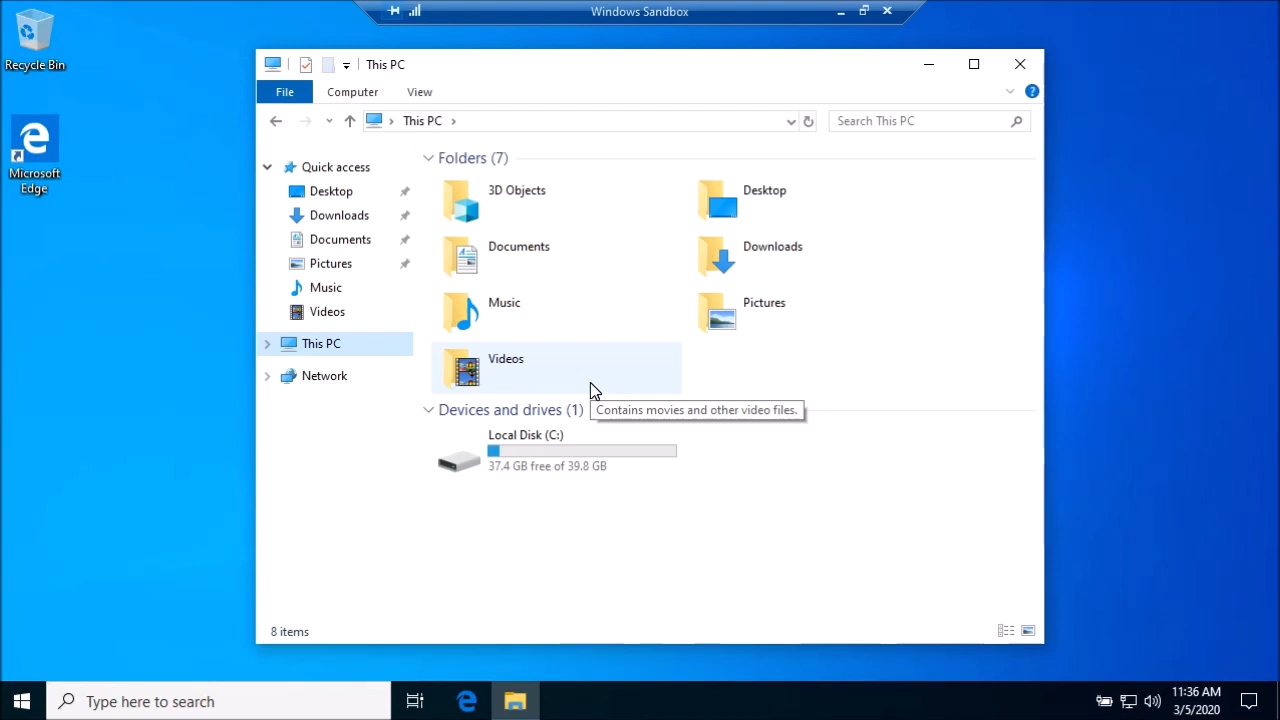 Windows Sandbox
Recycle Bin
Microsoft
Edge
This PC
File
Computer
View
This PC
Search This PC
Quick access
Desktop
Downloads
Documents
Pictures
Music
Videos
This PC
Network
Folders (7)
3D Objects
Desktop
Documents
Downloads
Music
Pictures
Videos
Contains movies and other video files.
Devices and drives (1)
Local Disk (C:)
37.4 GB free of 39.8 GB
8 items
Type here to search
11:36 AM
3/5/2020